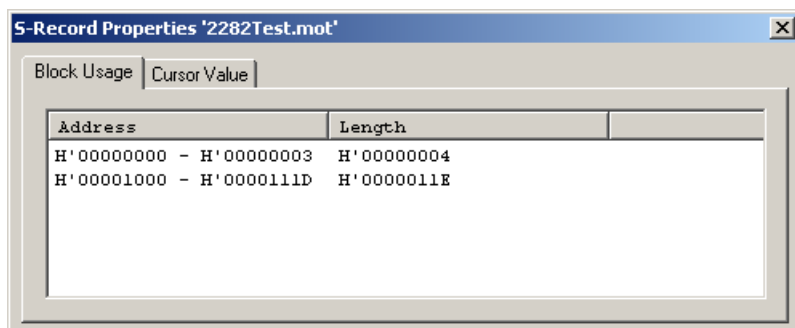 S-Record Properties '2282Test.mot'
Block Usage Cursor Value
Address Length
H'00000000 - H'00000003 H'00000004
H'00001000 - H'0000111D H'0000011E